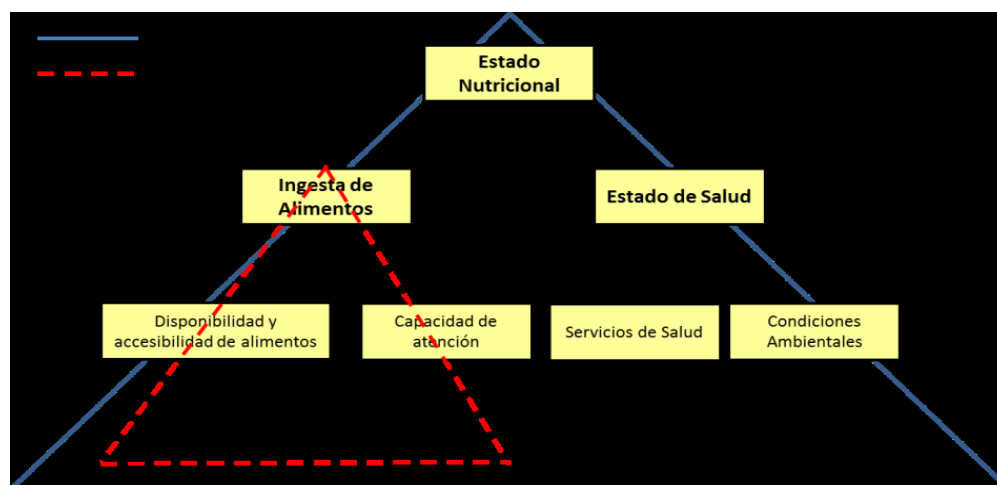 Estado
Nutricional
Ingesta de
Alimentos
Estado de Salud
Disponibilidad y
accesibilidad de alimentos
Capacidad de
atención
Servicios de Salud
Condiciones
Ambientales